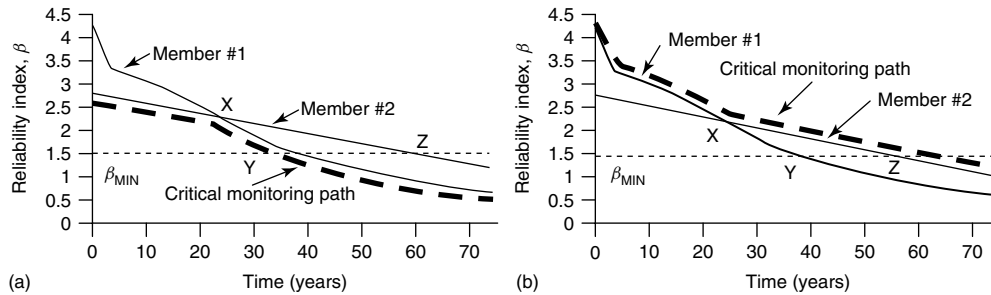 4.5
4
3.5
3
2.5
2
1.5
1
0.5
0
Reliability index, β
Member #1
X
Member #2
Z
Y
βMIN
Critical monitoring path
0 10 20 30 40 50 60 70
(a)
Time (years)
4.5
4
3.5
3
2.5
2
1.5
1
0.5
0
Reliability index, β
Member #1
Critical monitoring path
Member #2
X
Y
Z
βMIN
0 10 20 30 40 50 60 70
(b)
Time (years)